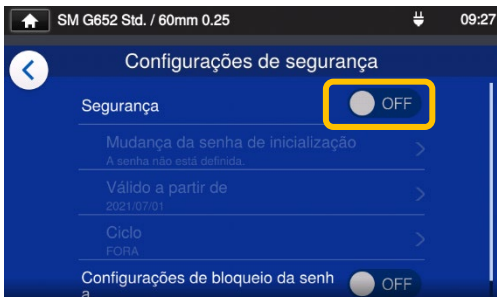 SM G652 Std. / 60mm 0.25 09:27
Configurações de segurança
Segurança OFF
Mudança da senha de inicialização
A senha não está definida.
Válido a partir de
2021/07/01
Ciclo
FORA
Configurações de bloqueio da senh OFF
a